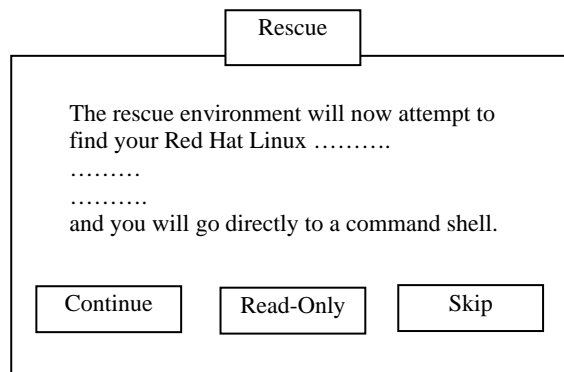 Rescue
The rescue environment will now attempt to
find your Red Hat Linux ……….
………
……….
and you will go directly to a command shell.
Continue
Read-Only
Skip